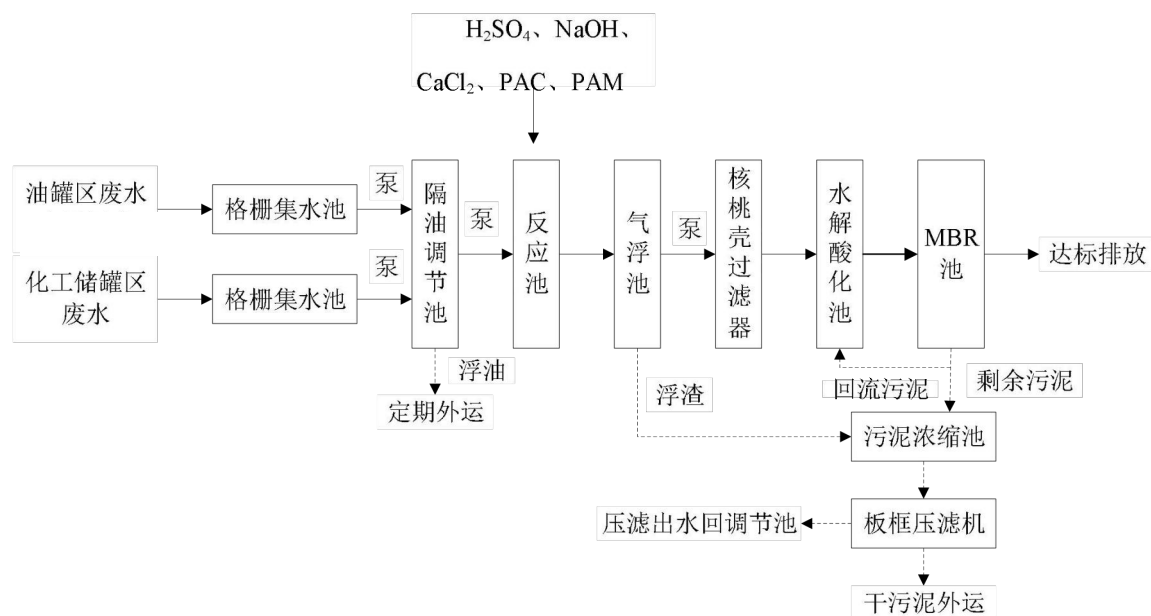 H₂SO₄、NaOH、
CaCl₂、PAC、PAM
油罐区废水
格栅集水池
泵
化工储罐区
废水
格栅集水池
泵
隔油调节池
泵
反应池
气浮池
泵
核桃壳过滤器
水解酸化池
MBR
池
达标排放
浮油
定期外运
浮渣
回流污泥
剩余污泥
污泥浓缩池
压滤出水回调节池
板框压滤机
干污泥外运